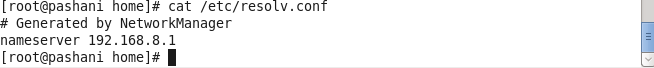 [root@pashani home]# cat /etc/resolv.conf
# Generated by NetworkManager
nameserver 192.168.8.1
[root@pashani home]#